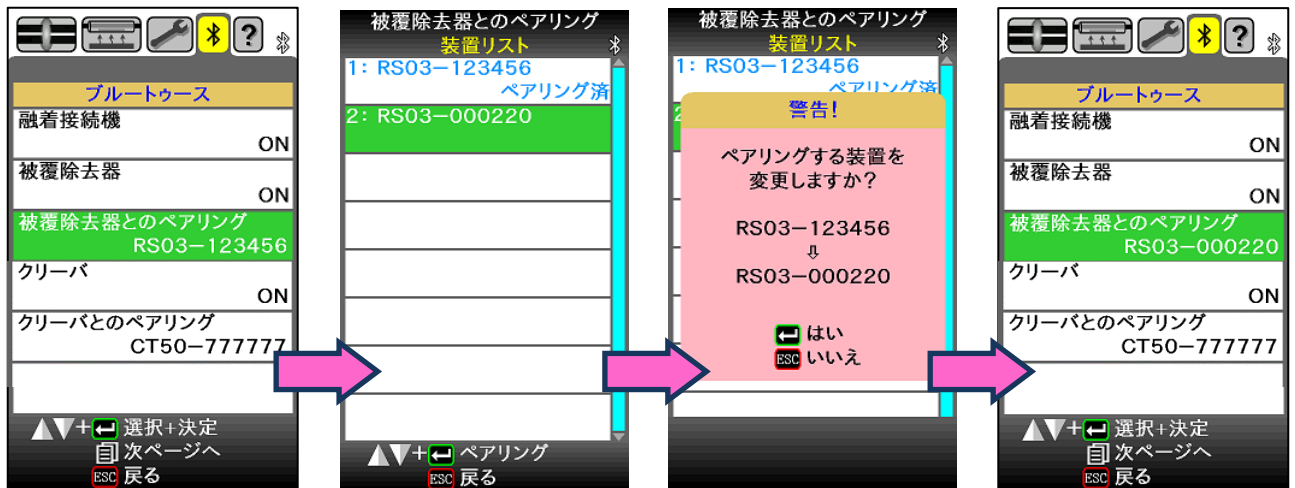 ?
ブルートゥース
融着接続機
ON
被覆除去器
ON
被覆除去器とのペアリング
RS03-123456
クリーバ
ON
クリーバとのペアリング
CT50-777777
+ 選択+決定
次ページへ
ESC 戻る
被覆除去器とのペアリング
装置リスト
1: RS03-123456
ペアリング済
2: RS03-000220
+ ペアリング
ESC 戻る
被覆除去器とのペアリング
装置リスト
1: RS03-123456
ペアリング済
2
警告!
ペアリングする装置を
変更しますか?
RS03-123456
⇩
RS03-000220
はい
ESC いいえ
?
ブルートゥース
融着接続機
ON
被覆除去器
ON
被覆除去器とのペアリング
RS03-000220
クリーバ
ON
クリーバとのペアリング
CT50-777777
+ 選択+決定
次ページへ
ESC 戻る